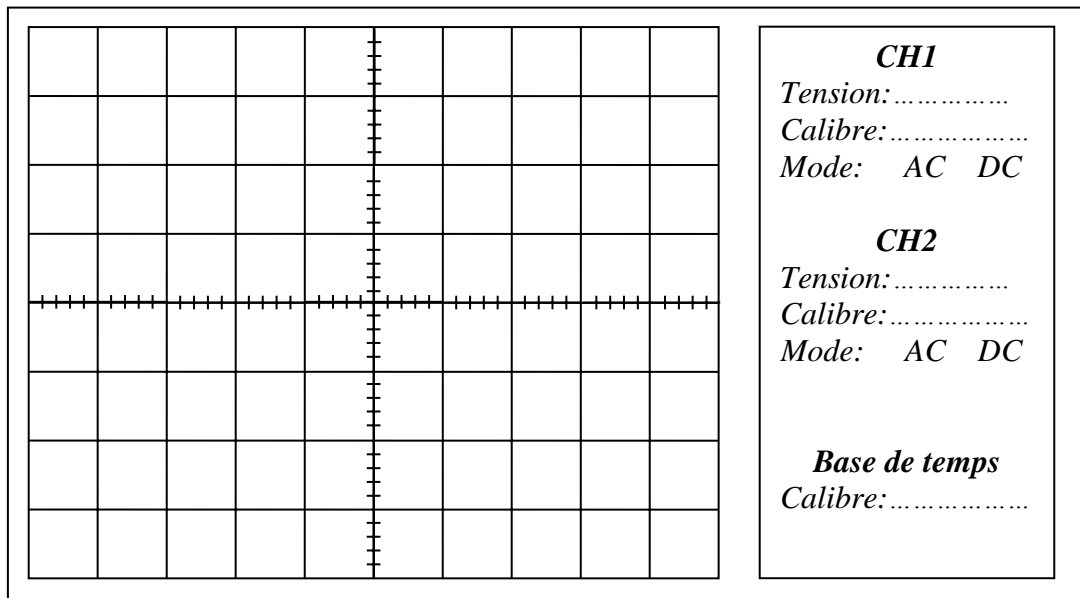 CH1
Tension:……………
Calibre:………………
Mode: AC DC
CH2
Tension:……………
Calibre:………………
Mode: AC DC
Base de temps
Calibre:………………